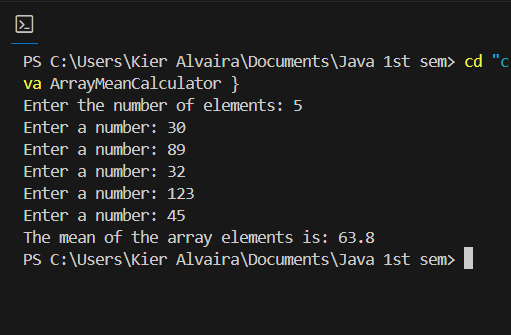 PS C:\Users\Kier Alvaira\Documents\Java 1st sem> cd "c
va ArrayMeanCalculator }
Enter the number of elements: 5
Enter a number: 30
Enter a number: 89
Enter a number: 32
Enter a number: 123
Enter a number: 45
The mean of the array elements is: 63.8
PS C:\Users\Kier Alvaira\Documents\Java 1st sem>